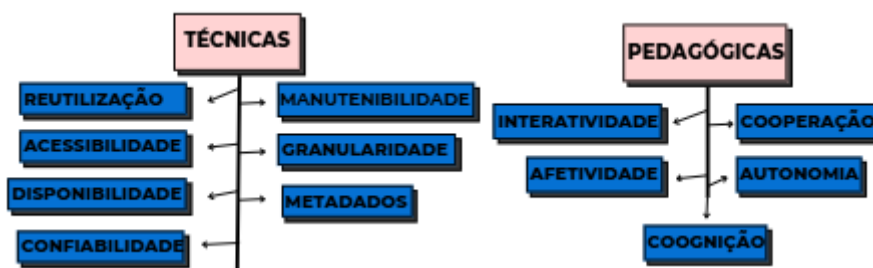 TÉCNICAS
REUTILIZAÇÃO
MANUTENIBILIDADE
ACESSIBILIDADE
GRANULARIDADE
DISPONIBILIDADE
METADADOS
CONFIABILIDADE
PEDAGÓGICAS
INTERATIVIDADE
COOPERAÇÃO
AFETIVIDADE
AUTONOMIA
COOGNIÇÃO